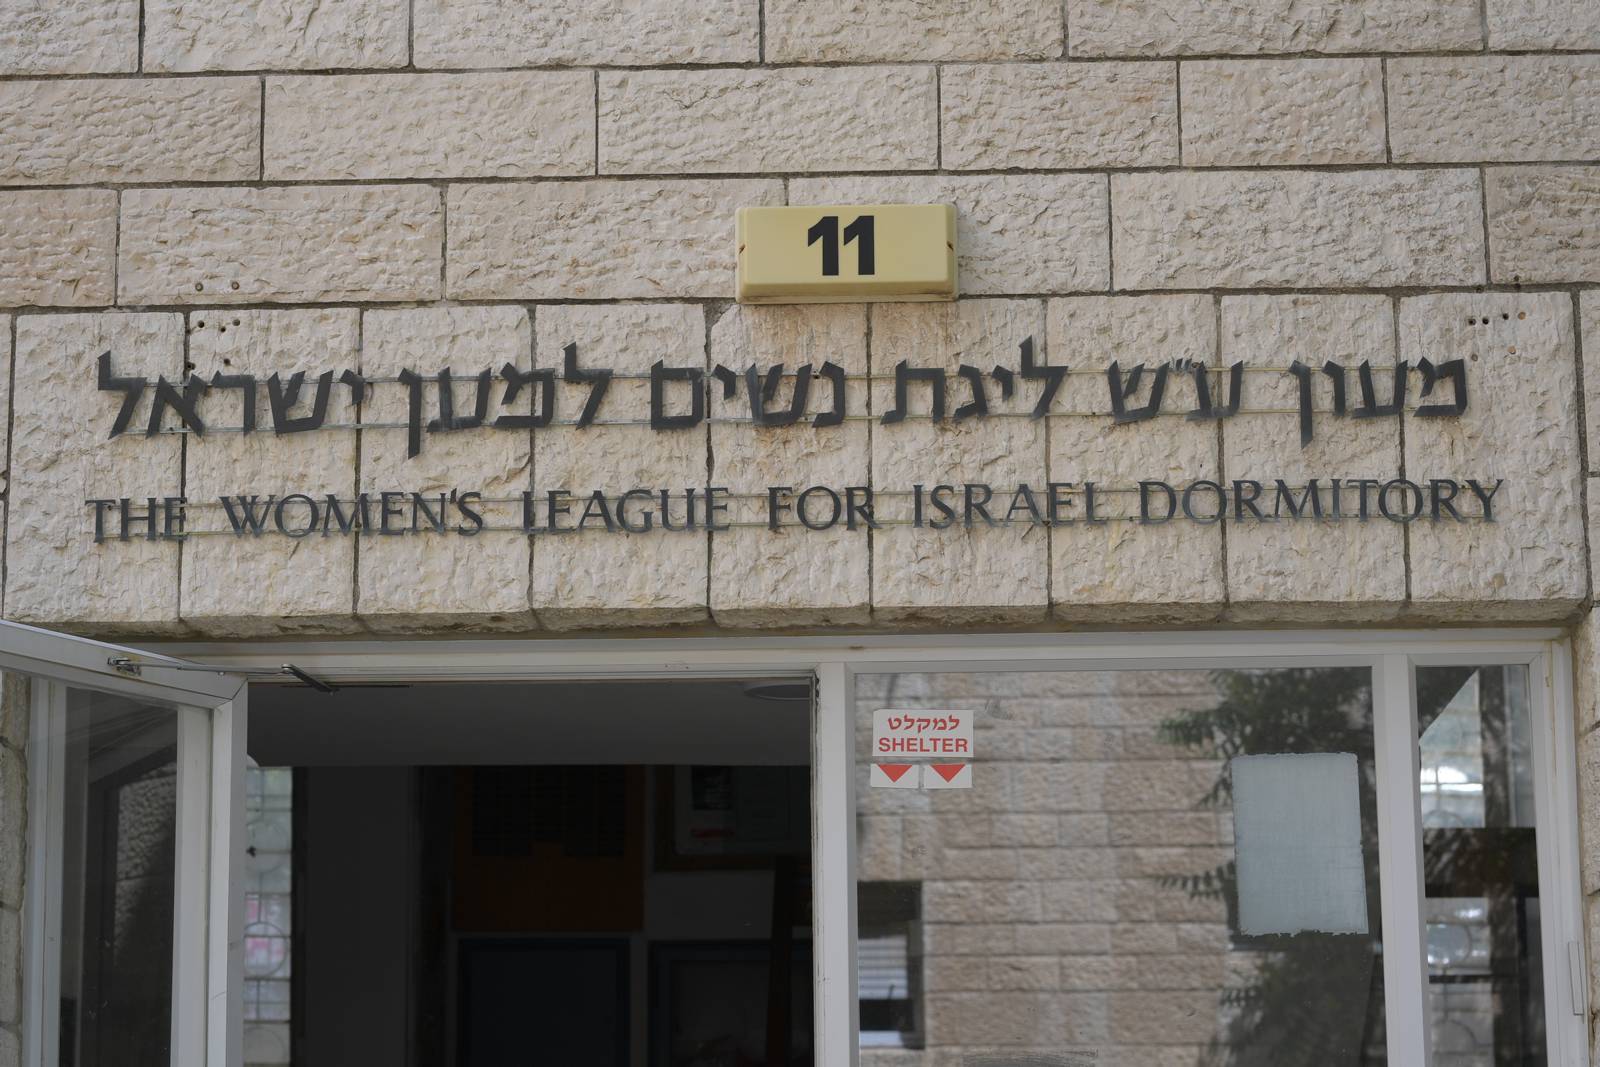 11
מעון ע״ש ליגת נשים למען ישראל
THE WOMEN'S LEAGUE FOR ISRAEL DORMITORY
למקלט
SHELTER